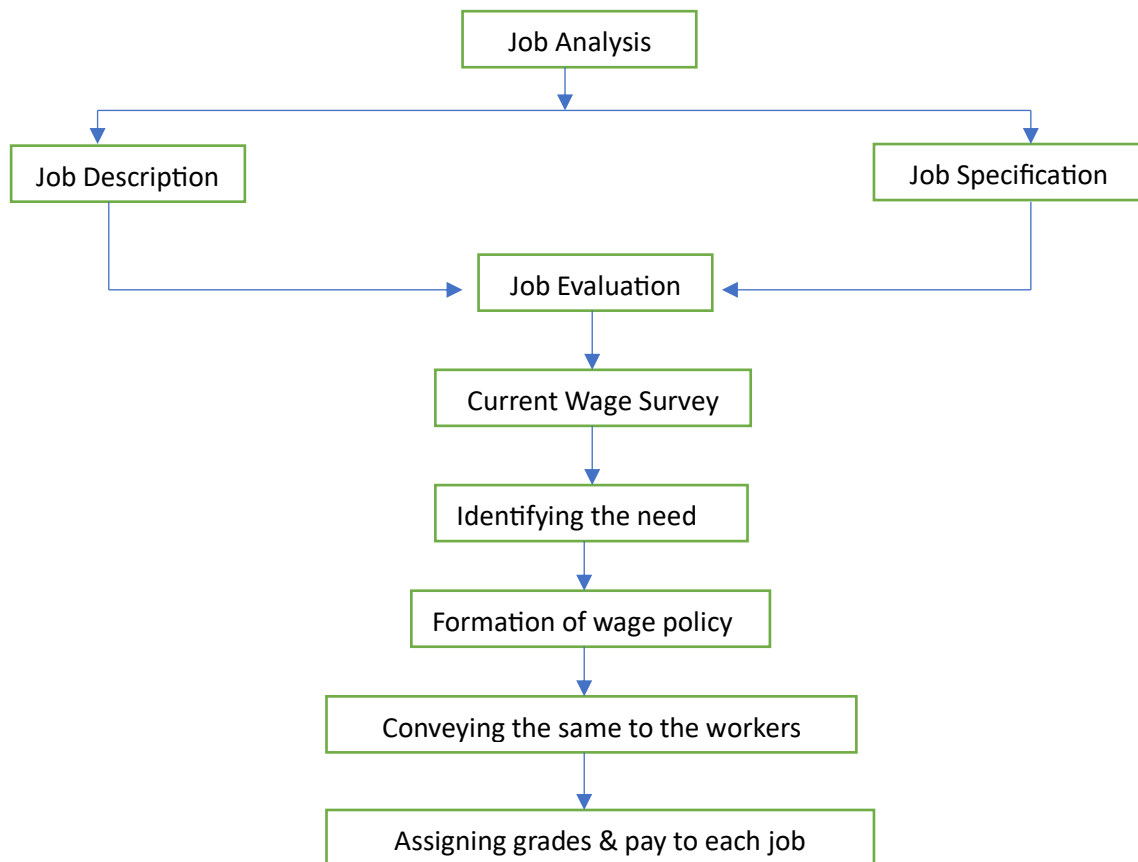 Job Analysis
Job Description
Job Specification
Job Evaluation
Current Wage Survey
Identifying the need
Formation of wage policy
Conveying the same to the workers
Assigning grades & pay to each job